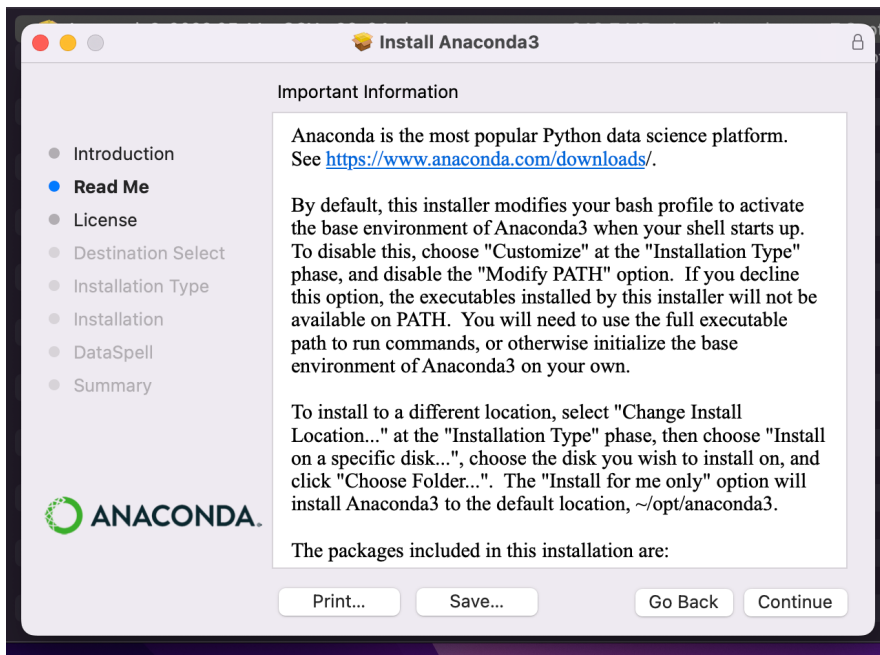 Install Anaconda3
Important Information
Introduction
Read Me
License
Destination Select
Installation Type
Installation
DataSpell
Summary
ANACONDA.
Anaconda is the most popular Python data science platform.
See https://www.anaconda.com/downloads/.
By default, this installer modifies your bash profile to activate
the base environment of Anaconda3 when your shell starts up.
To disable this, choose "Customize" at the "Installation Type"
phase, and disable the "Modify PATH" option.  If you decline
this option, the executables installed by this installer will not be
available on PATH.  You will need to use the full executable
path to run commands, or otherwise initialize the base
environment of Anaconda3 on your own.
To install to a different location, select "Change Install
Location..." at the "Installation Type" phase, then choose "Install
on a specific disk...", choose the disk you wish to install on, and
click "Choose Folder...".  The "Install for me only" option will
install Anaconda3 to the default location, ~/opt/anaconda3.
The packages included in this installation are:
Print...
Save...
Go Back
Continue